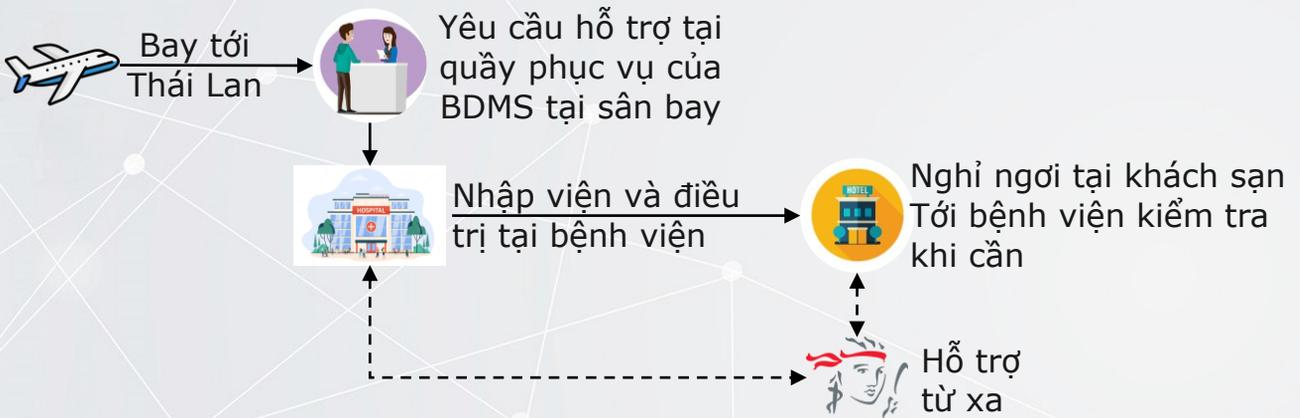 Bay tới
Thái Lan
Yêu cầu hỗ trợ tại
quầy phục vụ của
BDMS tại sân bay
HOSPITAL
Nhập viện và điều
trị tại bệnh viện
HOTEL
Nghỉ ngơi tại khách sạn
Tới bệnh viện kiểm tra
khi cần
Hỗ trợ
từ xa